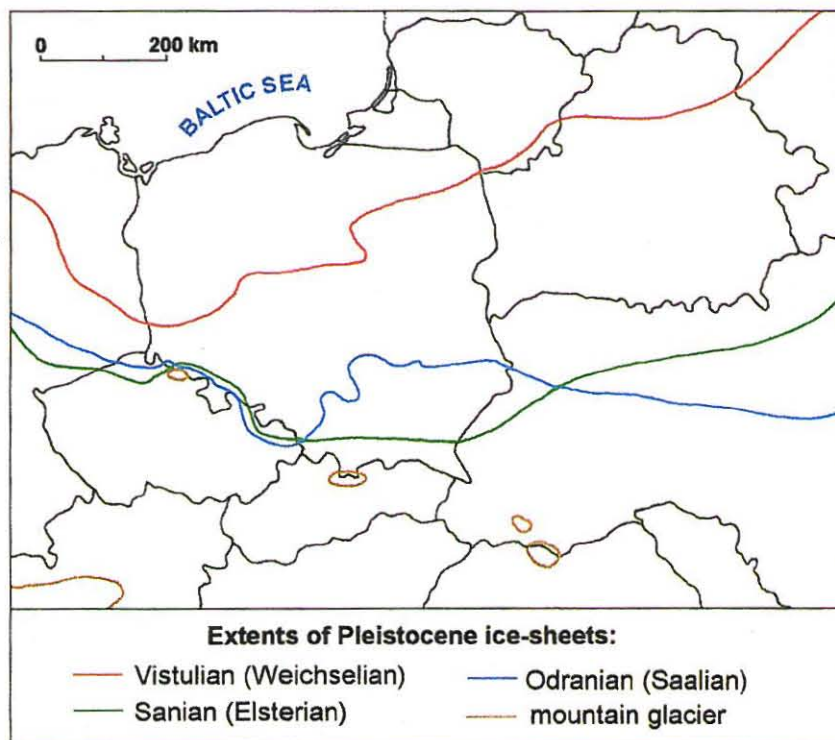 0 200 km
BALTIC SEA
Extents of Pleistocene ice-sheets:
Vistulian (Weichselian) Odranian (Saalian)
Sanian (Elsterian) mountain glacier